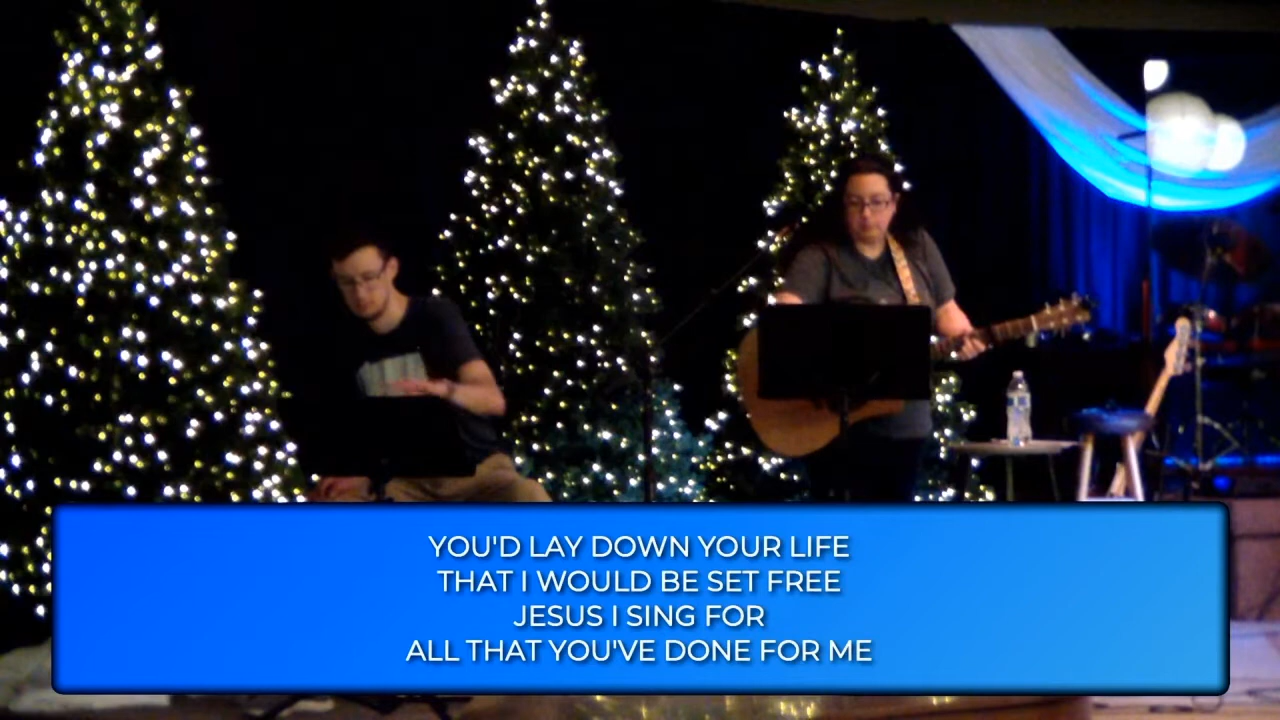 YOU'D LAY DOWN YOUR LIFE
THAT I WOULD BE SET FREE
JESUS I SING FOR
ALL THAT YOU'VE DONE FOR ME